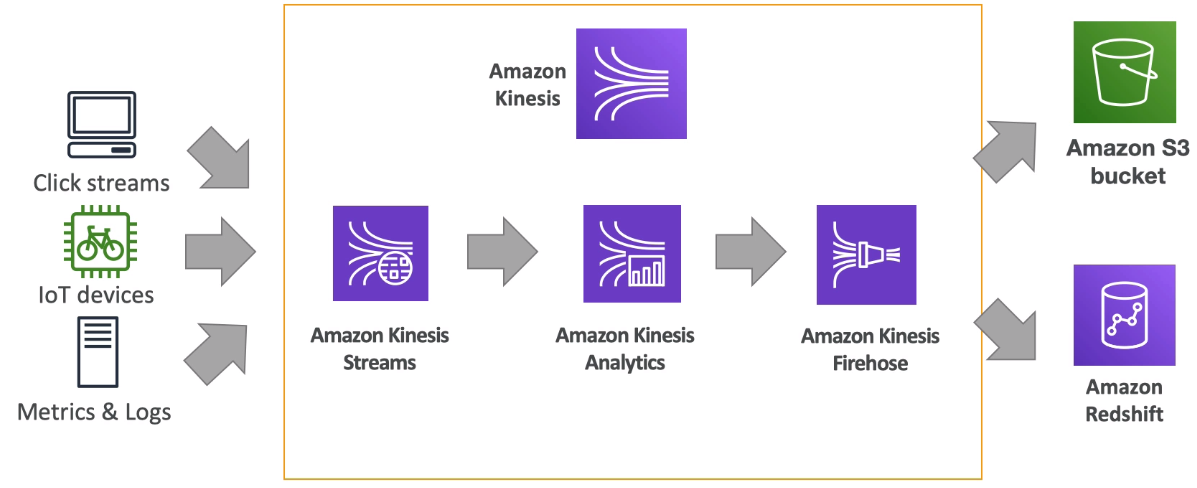 Amazon
Kinesis
Click streams
IoT devices
Metrics & Logs
Amazon Kinesis
Streams
Amazon Kinesis
Analytics
Amazon Kinesis
Firehose
Amazon S3
bucket
Amazon
Redshift